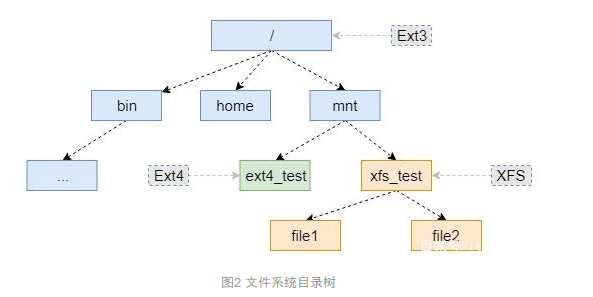 /
Ext3
bin
home
mnt
...
Ext4
ext4_test
xfs_test
XFS
file1
file2
图2 文件系统目录树